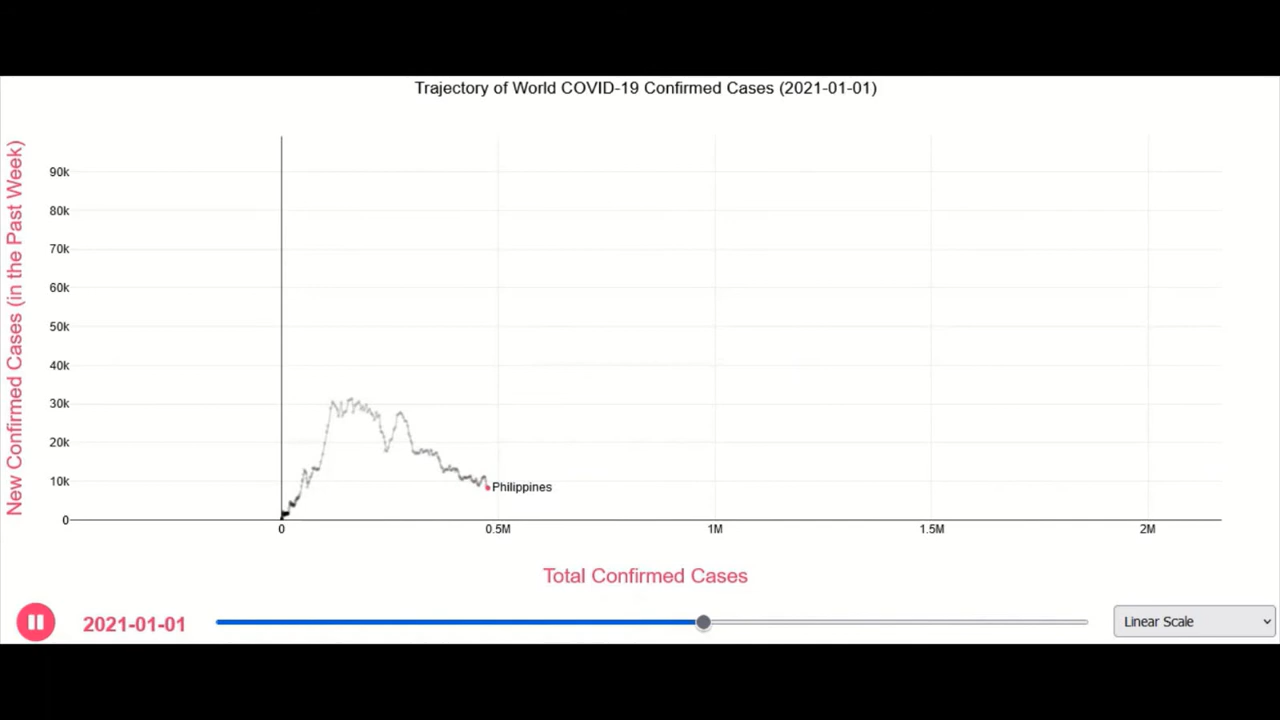 Trajectory of World COVID-19 Confirmed Cases (2021-01-01)
New Confirmed Cases (in the Past Week)
90k
80k
70k
60k
50k
40k
30k
20k
10k
0
Philippines
0
0.5M
1M
1.5M
2M
Total Confirmed Cases
2021-01-01
Linear Scale